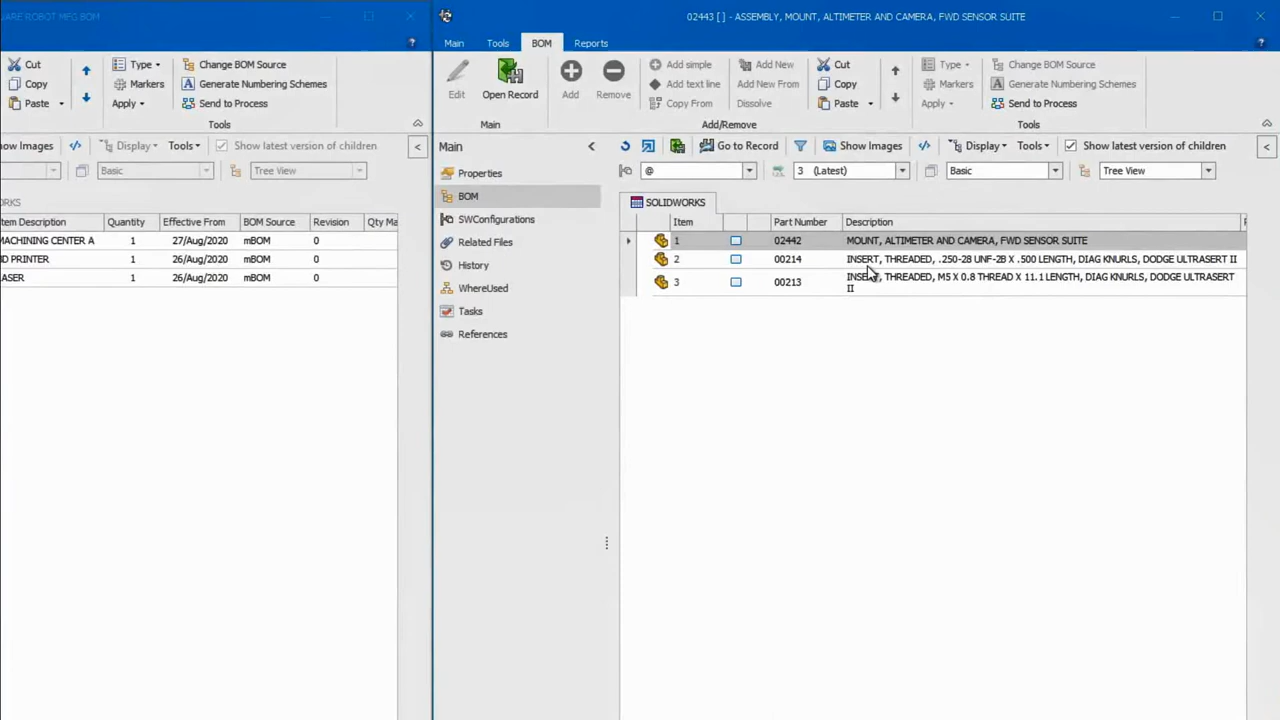 ARE ROBOT MFG BOM
Cut
Copy
Paste
Type
Markers
Apply
Change BOM Source
Generate Numbering Schemes
Send to Process
Tools
ow Images
Display
Tools
Show latest version of children
<
Basic
Tree View
ORKS
tem Description Quantity Effective From BOM Source Revision Qty Ma
MACHINING CENTER A 1 27/Aug/2020 mBOM 0
D PRINTER 1 26/Aug/2020 mBOM 0
ASER 1 26/Aug/2020 mBOM 0
02443 [ ] - ASSEMBLY, MOUNT, ALTIMETER AND CAMERA, FWD SENSOR SUITE
Main Tools BOM Reports
Edit
Open Record
Main
Add
Remove
Add simple
Add text line
Copy From
Add New
Add New From
Dissolve
Add/Remove
Cut
Copy
Paste
Type
Markers
Apply
Change BOM Source
Generate Numbering Schemes
Send to Process
Tools
Main
Properties
BOM
SWConfigurations
Related Files
History
WhereUsed
Tasks
References
Go to Record
Show Images
Display
Tools
Show latest version of children
<
@
3 (Latest)
Basic
Tree View
SOLIDWORKS
Item Part Number Description
1 02442 MOUNT, ALTIMETER AND CAMERA, FWD SENSOR SUITE
2 00214 INSERT, THREADED, .250-28 UNF-2B X .500 LENGTH, DIAG KNURLS, DODGE ULTRASERT II
3 00213 INSERT, THREADED, M5 X 0.8 THREAD X 11.1 LENGTH, DIAG KNURLS, DODGE ULTRASERT
II